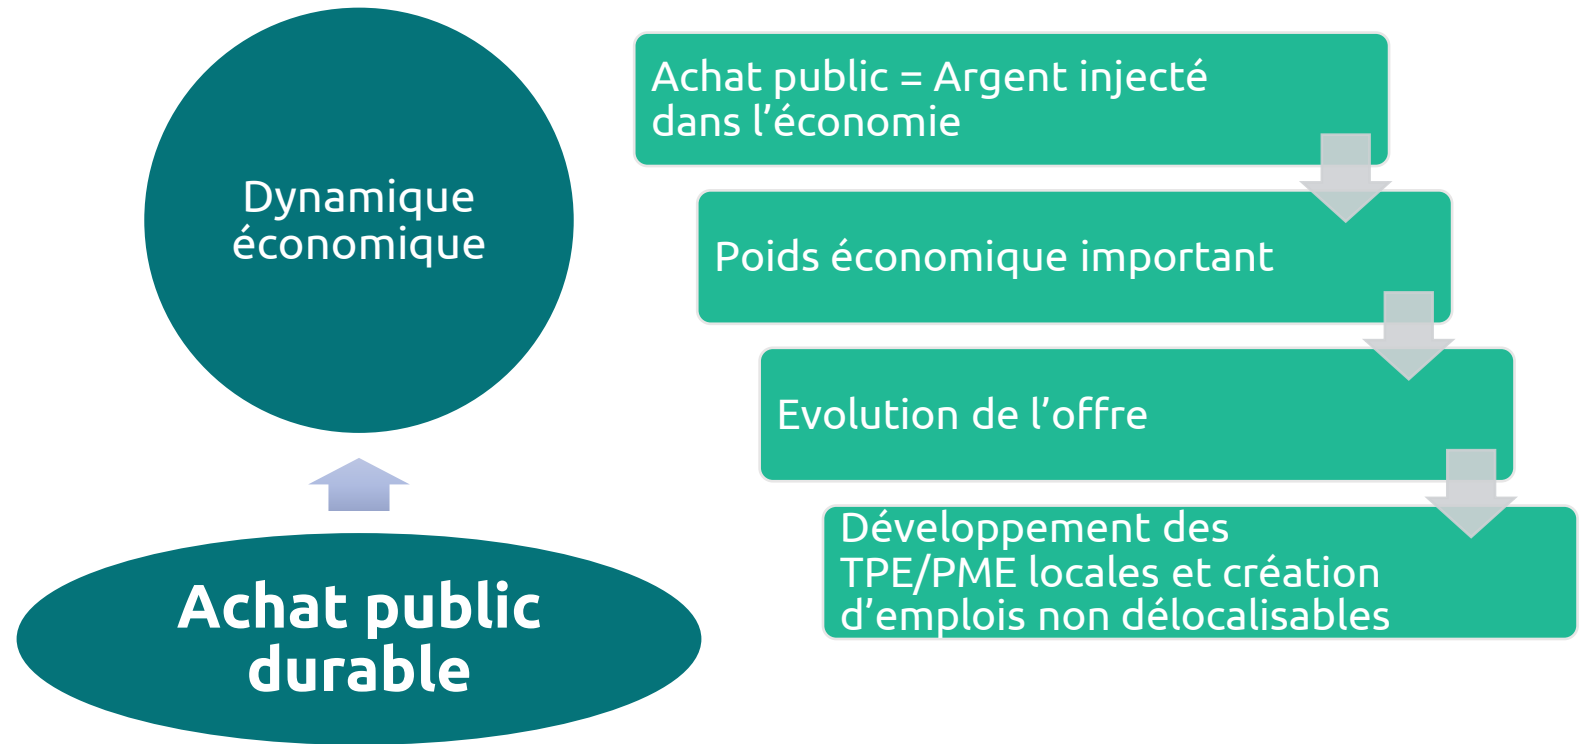 Dynamique
économique
Achat public
durable
Achat public = Argent injecté
dans l’économie
Poids économique important
Evolution de l’offre
Développement des
TPE/PME locales et création
d’emplois non délocalisables